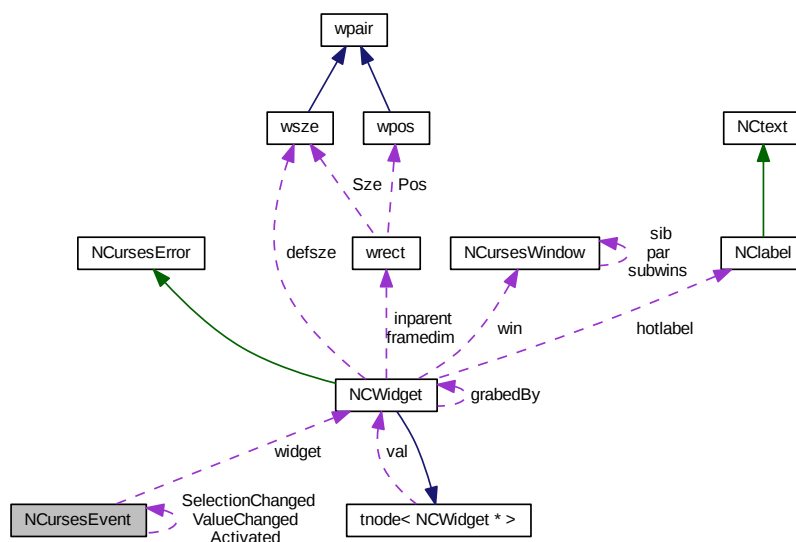 wpair
wsze
wpos
NCtext
Sze
Pos
NCursesError
defsze
wrect
NCursesWindow
sib
par
subwins
NClabel
inparent
framedim
win
hotlabel
NCWidget
grabedBy
widget
val
NCursesEvent
SelectionChanged
ValueChanged
Activated
tnode< NCWidget * >